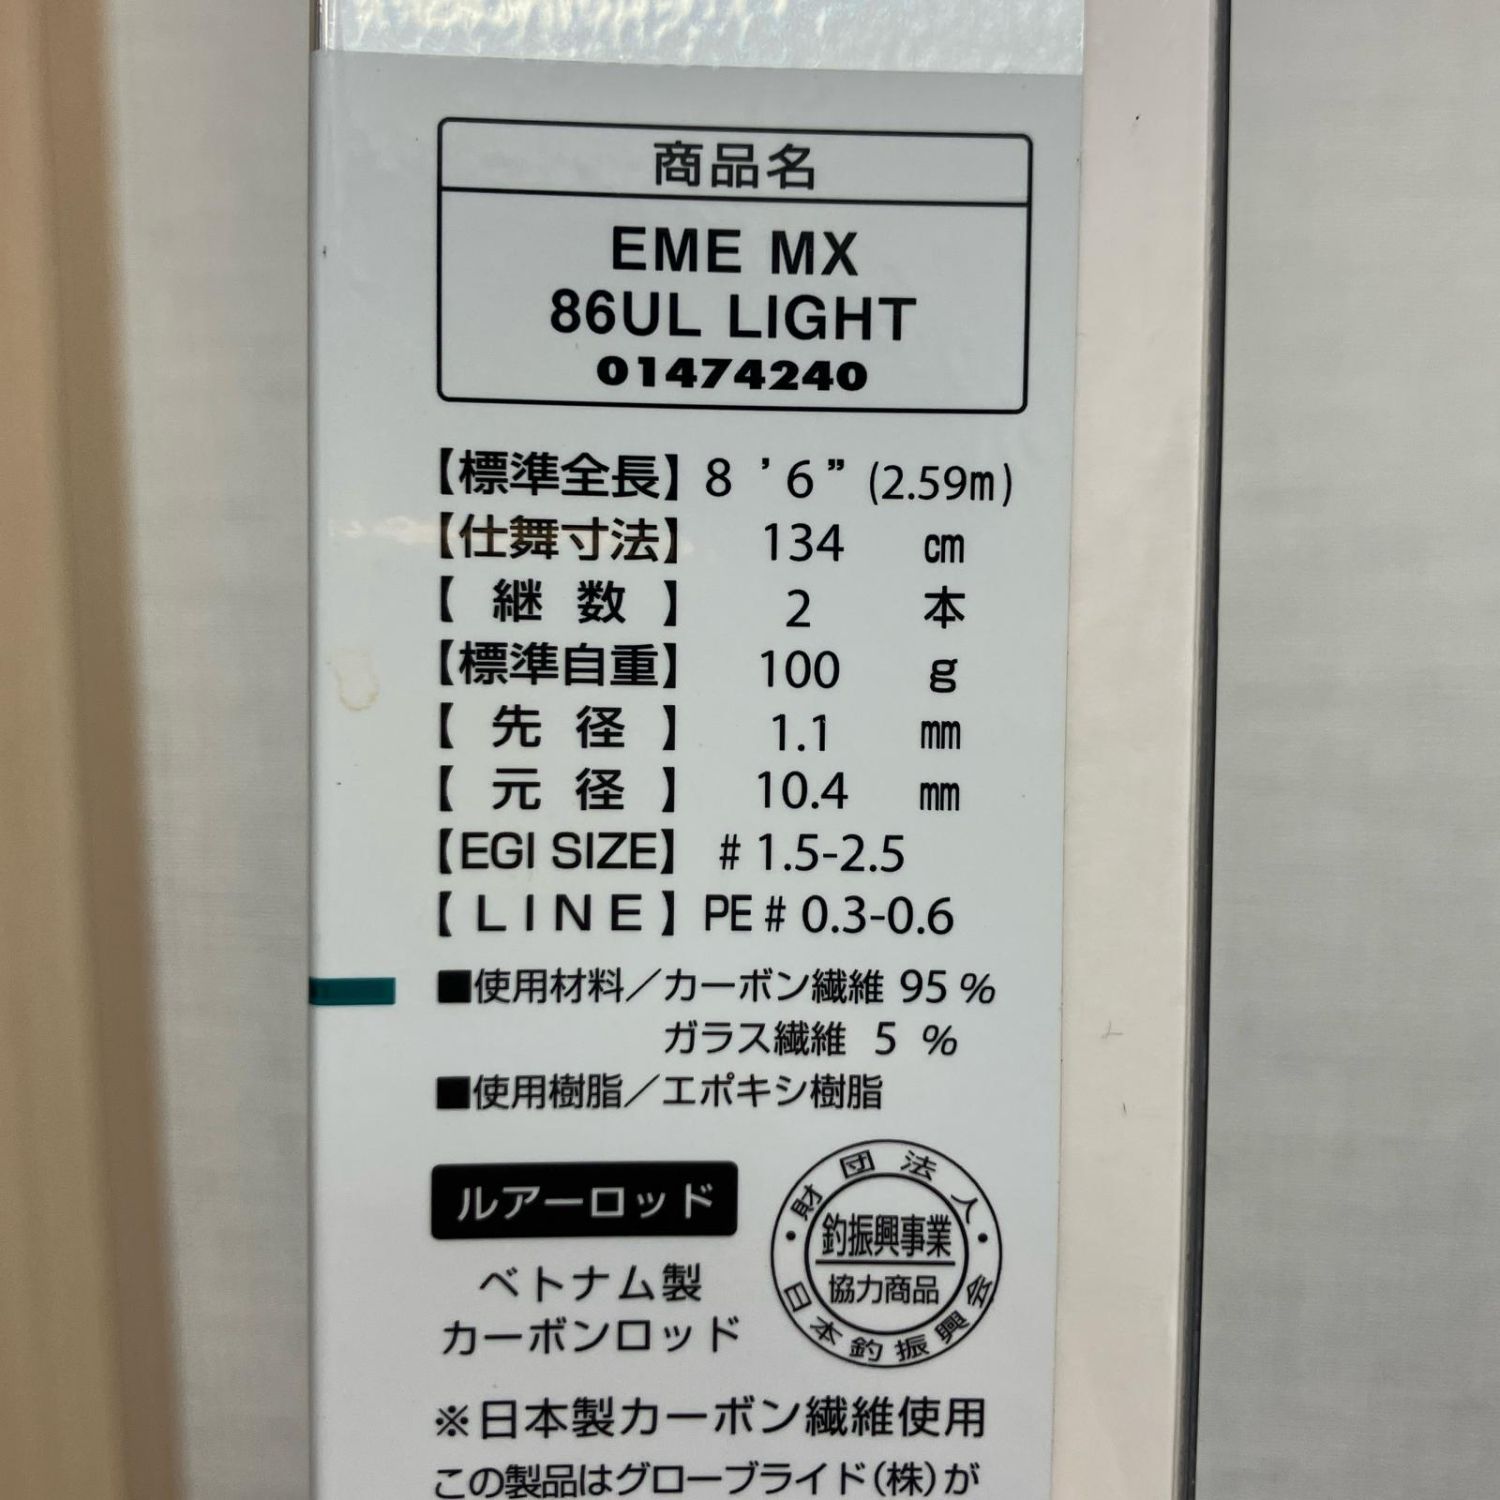 商品名
EME MX
86UL LIGHT
01474240
【標準全長】8 ’6” (2.59m)
【仕舞寸法】 134 cm
【継数】 2 本
【標準自重】 100 g
【先径】 1.1 mm
【元径】 10.4 mm
【EGI SIZE】 #1.5-2.5
【LINE】PE#0.3-0.6
■使用材料／カーボン繊維 95%
ガラス繊維 5%
■使用樹脂／エポキシ樹脂
ルアーロッド
ベトナム製
カーボンロッド
財団法人
釣振興事業
協力商品
日本釣振興会
※日本製カーボン繊維使用
この製品はグローブライド(株)が